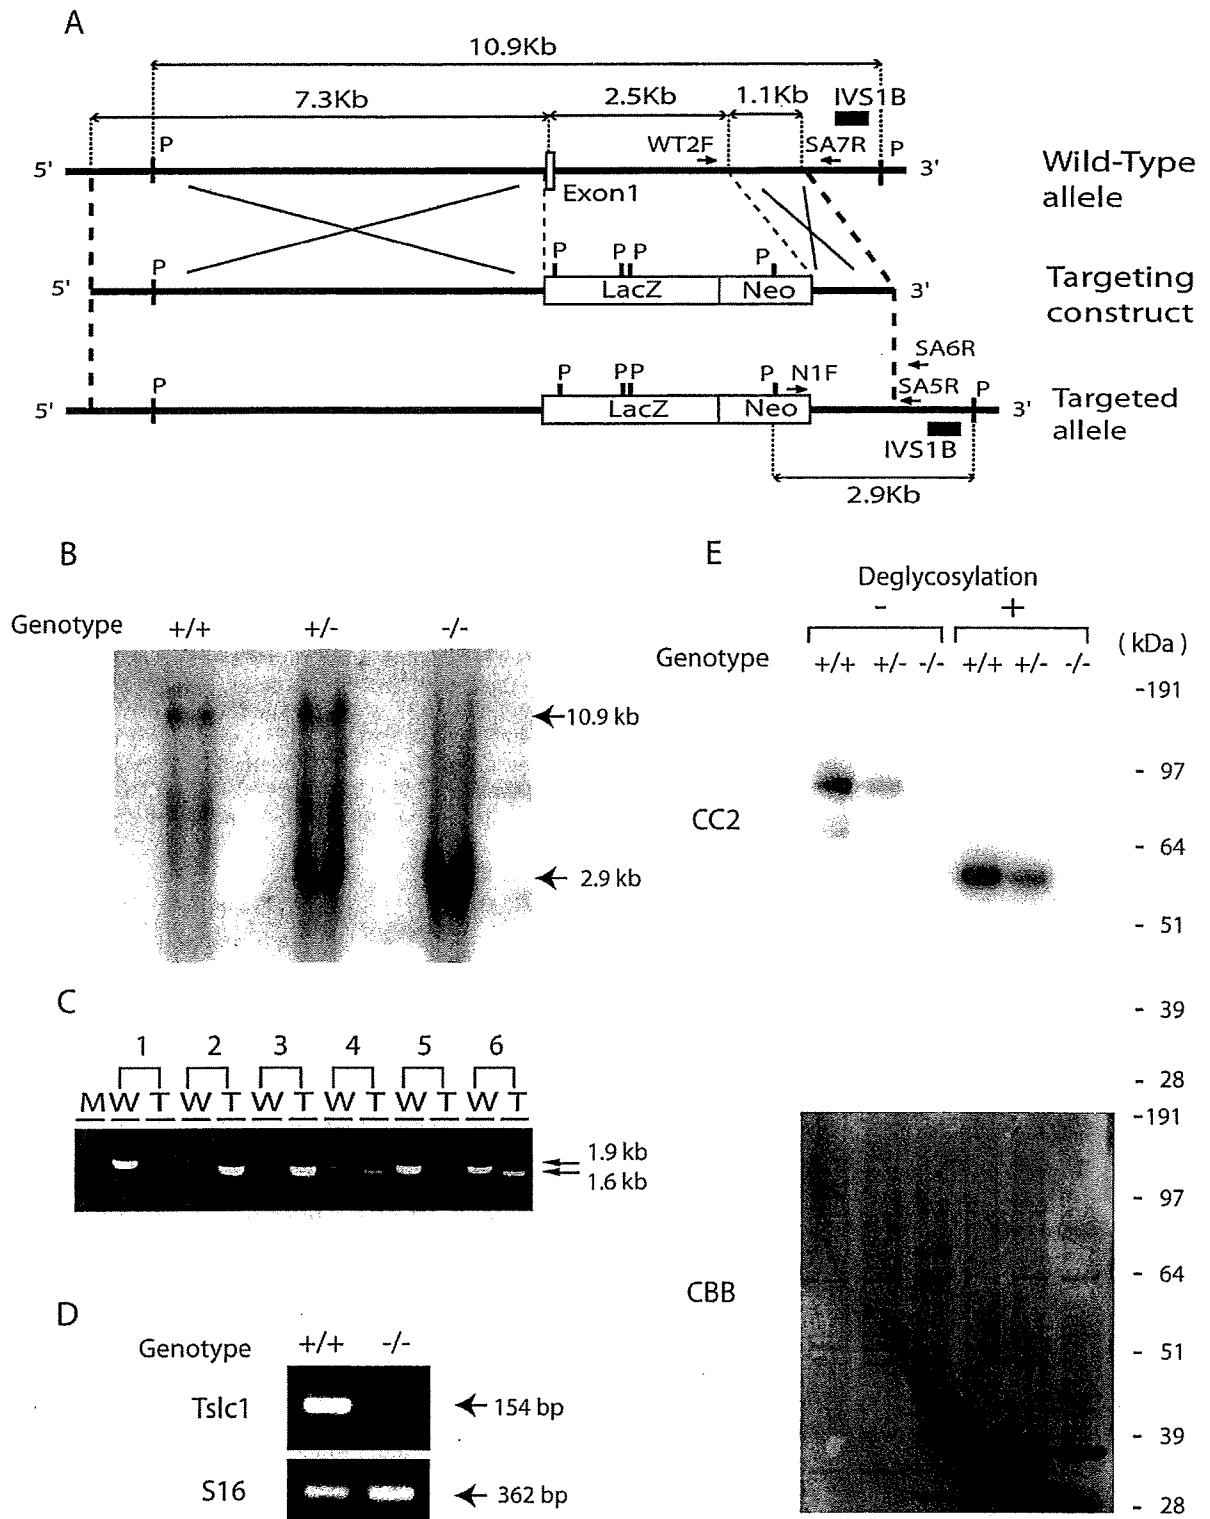 A
10.9Kb
7.3Kb 2.5Kb 1.1Kb IVS1B
P WT2F SA7R P
5' 3' Wild-Type allele
Exon1
P P P P P
5' LacZ Neo 3' Targeting construct
SA6R
P P PP P N1F SA5R P
5' LacZ Neo 3' Targeted allele
IVS1B
2.9Kb
B
Genotype +/+ +/- -/-
10.9 kb
2.9 kb
C
1 2 3 4 5 6
M W T W T W T W T W T W T
1.9 kb
1.6 kb
D
Genotype +/+ -/-
Tslc1 154 bp
S16 362 bp
E
Deglycosylation
- +
Genotype +/+ +/- -/- +/+ +/- -/- ( kDa )
-191
- 97
CC2
- 64
- 51
- 39
- 28
-191
- 97
- 64
CBB
- 51
- 39
- 28